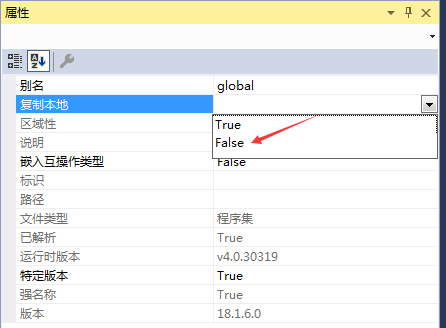 属性
别名 global
复制本地
True
区域性
False
说明
嵌入互操作类型 False
标识
路径
文件类型 程序集
已解析 True
运行时版本 v4.0.30319
特定版本 True
强名称 True
版本 18.1.6.0